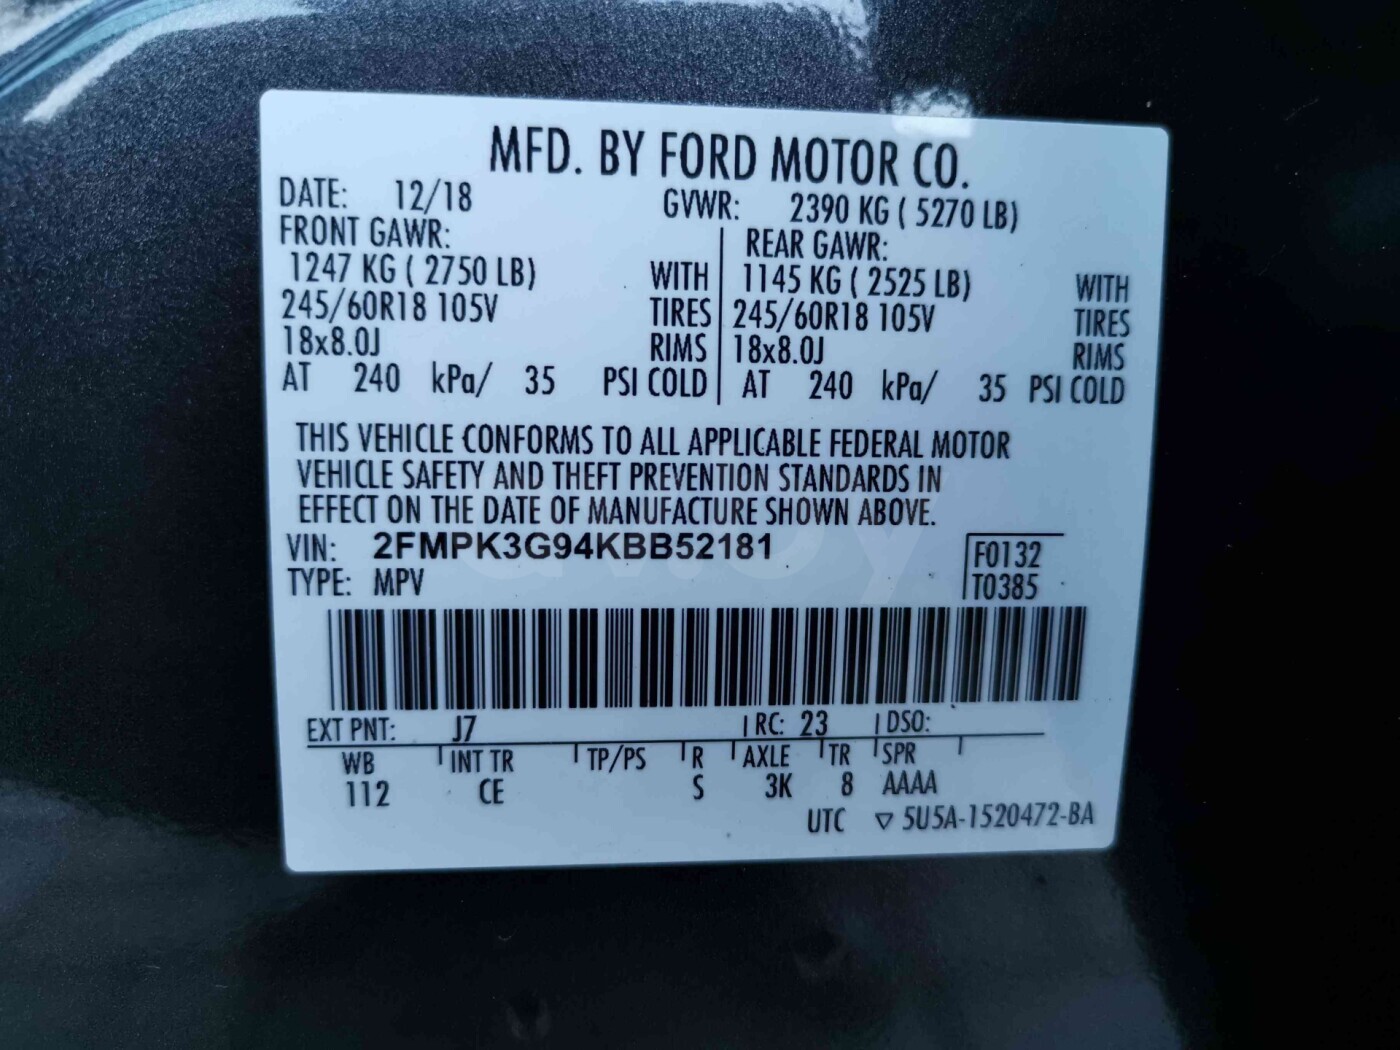 MFD. BY FORD MOTOR CO.
DATE: 12/18 GVWR: 2390 KG ( 5270 LB)
FRONT GAWR: REAR GAWR:
1247 KG ( 2750 LB) WITH 1145 KG ( 2525 LB) WITH
245/60R18 105V TIRES 245/60R18 105V TIRES
18x8.0J RIMS 18x8.0J RIMS
AT 240 kPa/ 35 PSI COLD AT 240 kPa/ 35 PSI COLD
THIS VEHICLE CONFORMS TO ALL APPLICABLE FEDERAL MOTOR
VEHICLE SAFETY AND THEFT PREVENTION STANDARDS IN
EFFECT ON THE DATE OF MANUFACTURE SHOWN ABOVE.
VIN: 2FMPK3G94KBB52181 F0132
TYPE: MPV T0385
EXT PNT: J7 RC: 23 DSO:
WB INT TR TP/PS R AXLE TR SPR
112 CE S 3K 8 AAAA
UTC ▽ 5U5A-1520472-BA